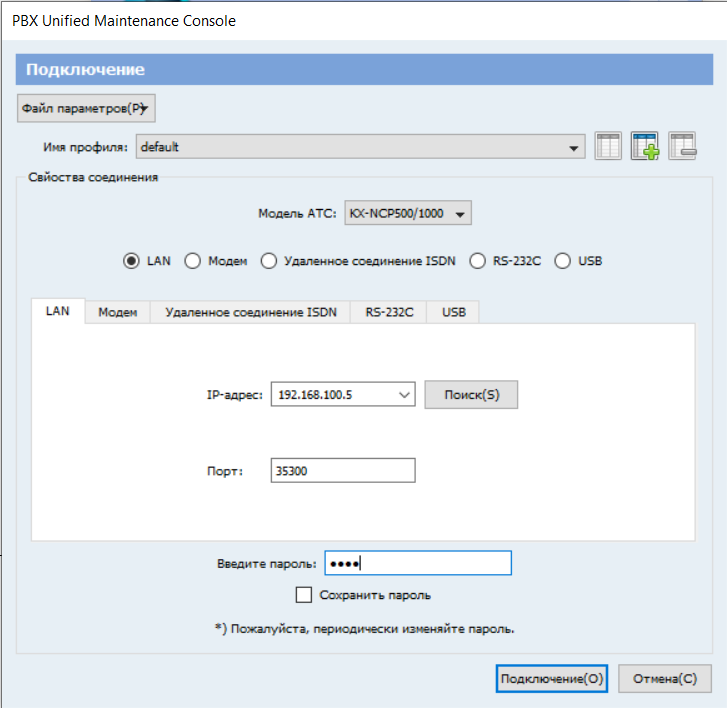 PBX Unified Maintenance Console
Подключение
Файл параметров(P)
Имя профиля: default
Свйоства соединения
Модель АТС: KX-NCP500/1000
LAN Модем Удаленное соединение ISDN RS-232C USB
LAN Модем Удаленное соединение ISDN RS-232C USB
IP-адрес: 192.168.100.5 Поиск(S)
Порт: 35300
Введите пароль: ••••
Сохранить пароль
*) Пожалуйста, периодически изменяйте пароль.
Подключение(O) Отмена(C)